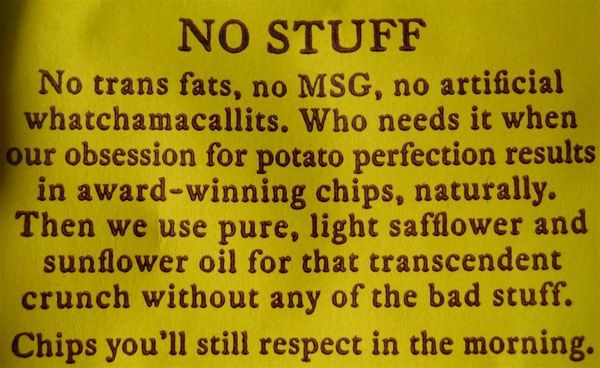 NO STUFF
No trans fats, no MSG, no artificial
whatchamacallits. Who needs it when
our obsession for potato perfection results
in award-winning chips, naturally.
Then we use pure, light safflower and
sunflower oil for that transcendent
crunch without any of the bad stuff.
Chips you'll still respect in the morning.